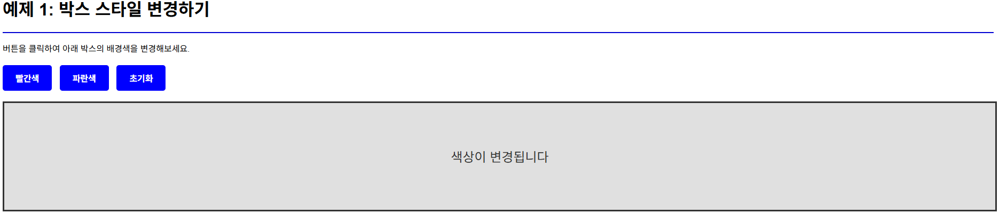 예제 1: 박스 스타일 변경하기
버튼을 클릭하여 아래 박스의 배경색을 변경해보세요.
빨간색 파란색 초기화
색상이 변경됩니다